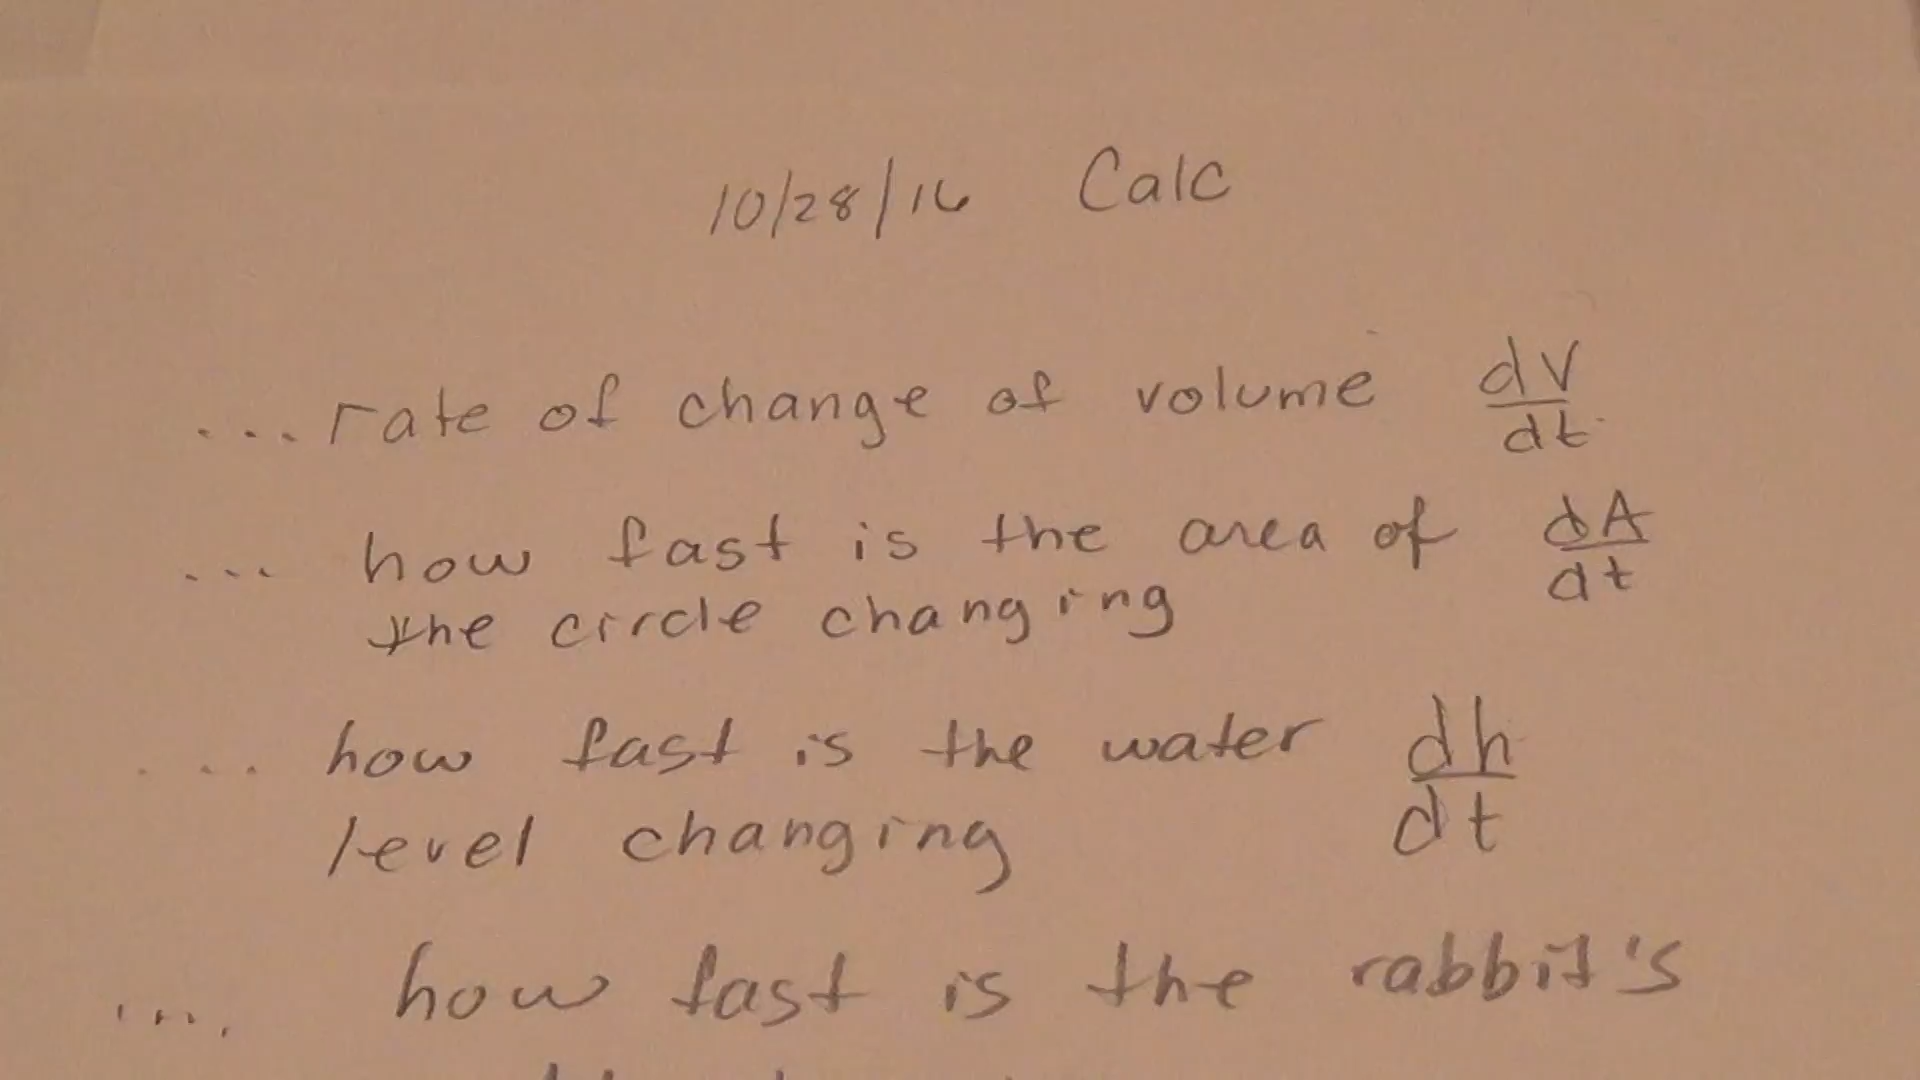 10/28/16 Calc
... rate of change of volume dV/dt
... how fast is the area of dA/dt
the circle changing
... how fast is the water dh/dt
level changing
.... how fast is the rabbit's